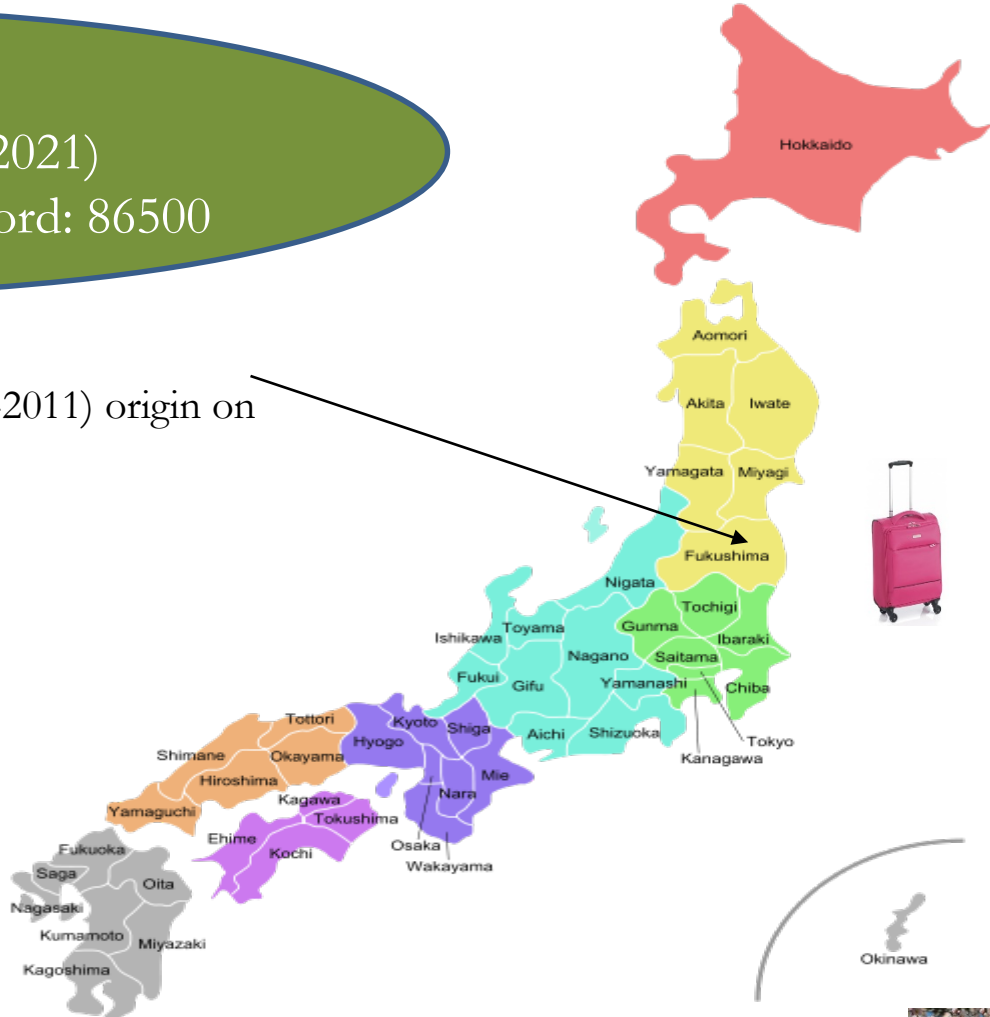 2021)
ord: 86500
2011) origin on
Hokkaido
Aomori
Akita
Iwate
Yamagata
Miyagi
Fukushima
Nigata
Tochigi
Gunma
Ibaraki
Toyama
Ishikawa
Nagano
Saitama
Fukui
Gifu
Yamanashi
Chiba
Tottori
Kyoto
Shiga
Aichi
Shizuoka
Tokyo
Hyogo
Shimane
Okayama
Kanagawa
Hiroshima
Mie
Nara
Kagawa
Yamaguchi
Tokushima
Ehime
Osaka
Kochi
Fukuoka
Wakayama
Saga
Oita
Nagasaki
Kumamoto
Miyazaki
Okinawa
Kagoshima